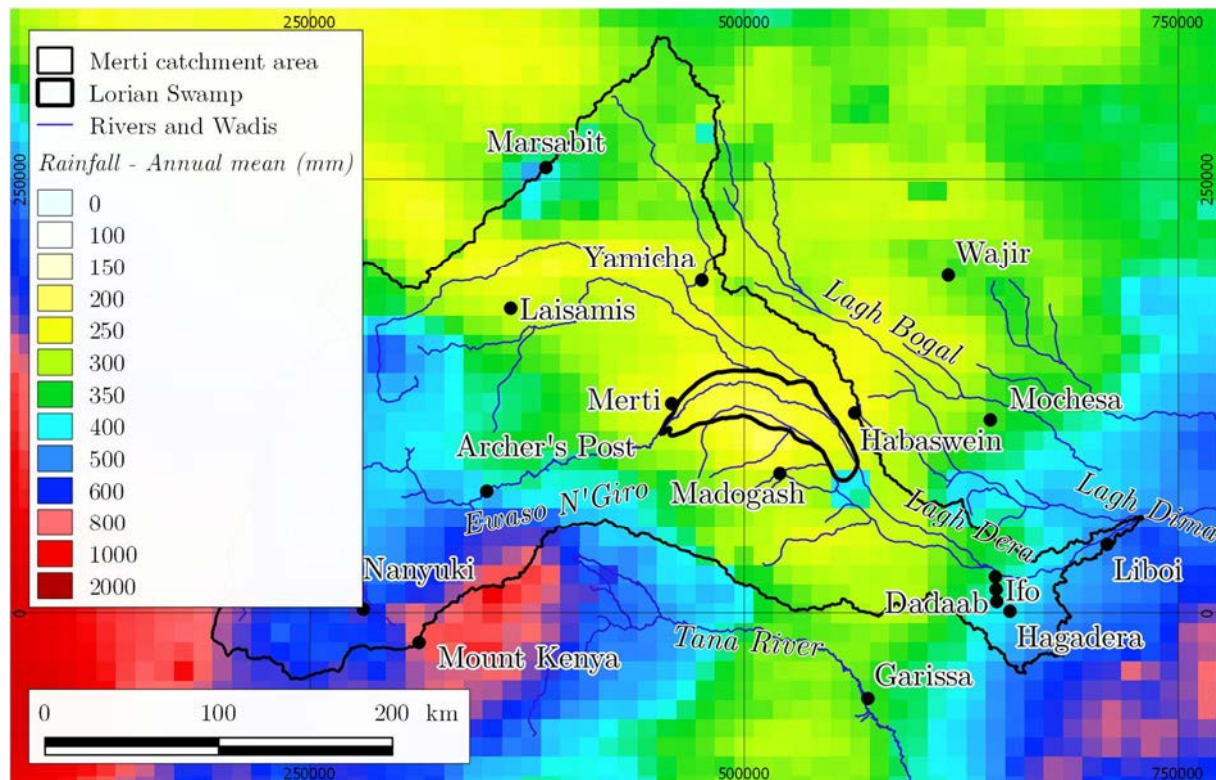 250000
500000
750000
Merti catchment area
Lorian Swamp
Rivers and Wadis
Rainfall - Annual mean (mm)
0
100
150
200
250
300
350
400
500
600
800
1000
2000
250000
250000
Marsabit
Yamicha
Wajir
Laisamis
Lagh Bogal
Merti
Mochesa
Habaswein
Archer's Post
Madogash
Ewaso N'Giro
Lagh Dera
Lagh Dima
Nanyuki
Liboi
Ifo
Dadaab
0
0
Hagadera
Mount Kenya
Tana River
Garissa
0 100 200 km
250000
500000
750000